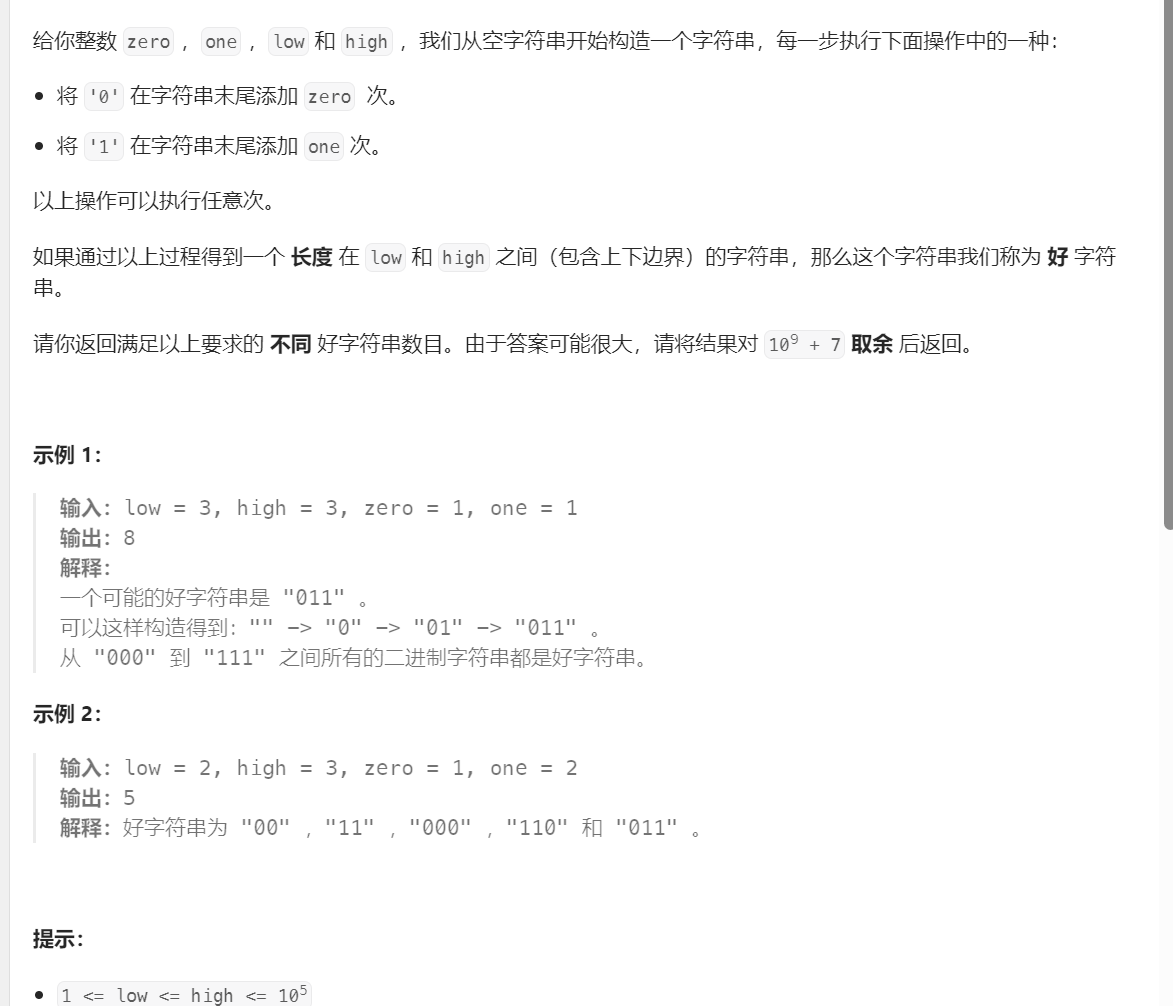 给你整数 zero ，one ，low 和 high ，我们从空字符串开始构造一个字符串，每一步执行下面操作中的一种：
• 将 '0' 在字符串末尾添加 zero 次。
• 将 '1' 在字符串末尾添加 one 次。
以上操作可以执行任意次。
如果通过以上过程得到一个 长度 在 low 和 high 之间（包含上下边界）的字符串，那么这个字符串我们称为 好 字符
串。
请你返回满足以上要求的 不同 好字符串数目。由于答案可能很大，请将结果对 10⁹ + 7 取余 后返回。
示例 1：
输入：low = 3, high = 3, zero = 1, one = 1
输出：8
解释：
一个可能的好字符串是 "011" 。
可以这样构造得到："" -> "0" -> "01" -> "011" 。
从 "000" 到 "111" 之间所有的二进制字符串都是好字符串。
示例 2：
输入：low = 2, high = 3, zero = 1, one = 2
输出：5
解释：好字符串为 "00" ，"11" ，"000" ，"110" 和 "011" 。
提示：
• 1 <= low <= high <= 10⁵